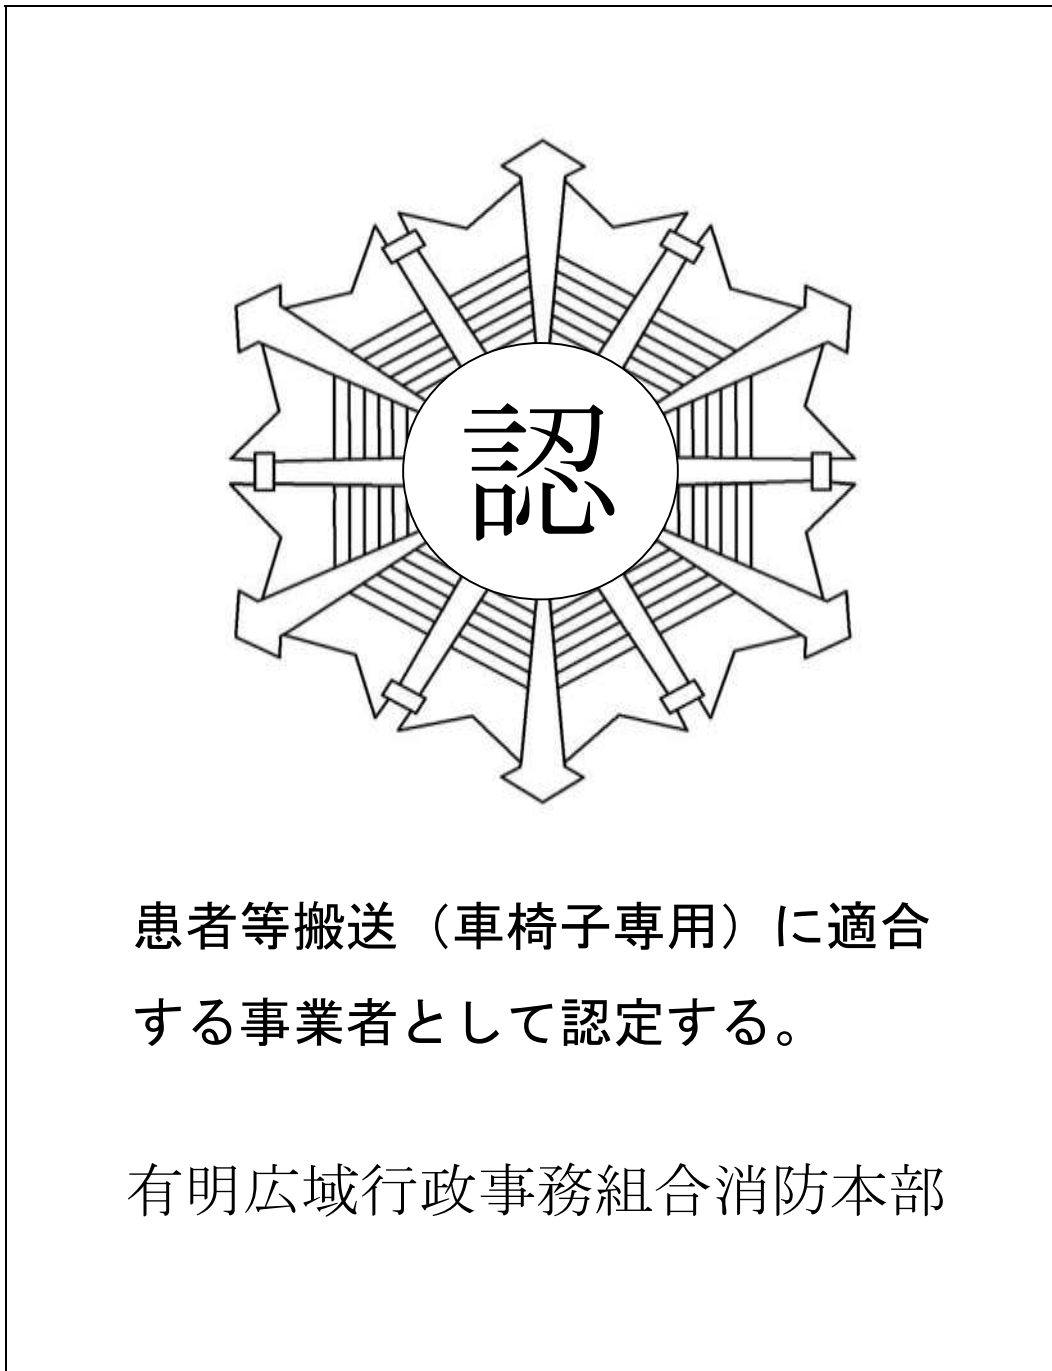 認
患者等搬送（車椅子専用）に適合
する事業者として認定する。
有明広域行政事務組合消防本部